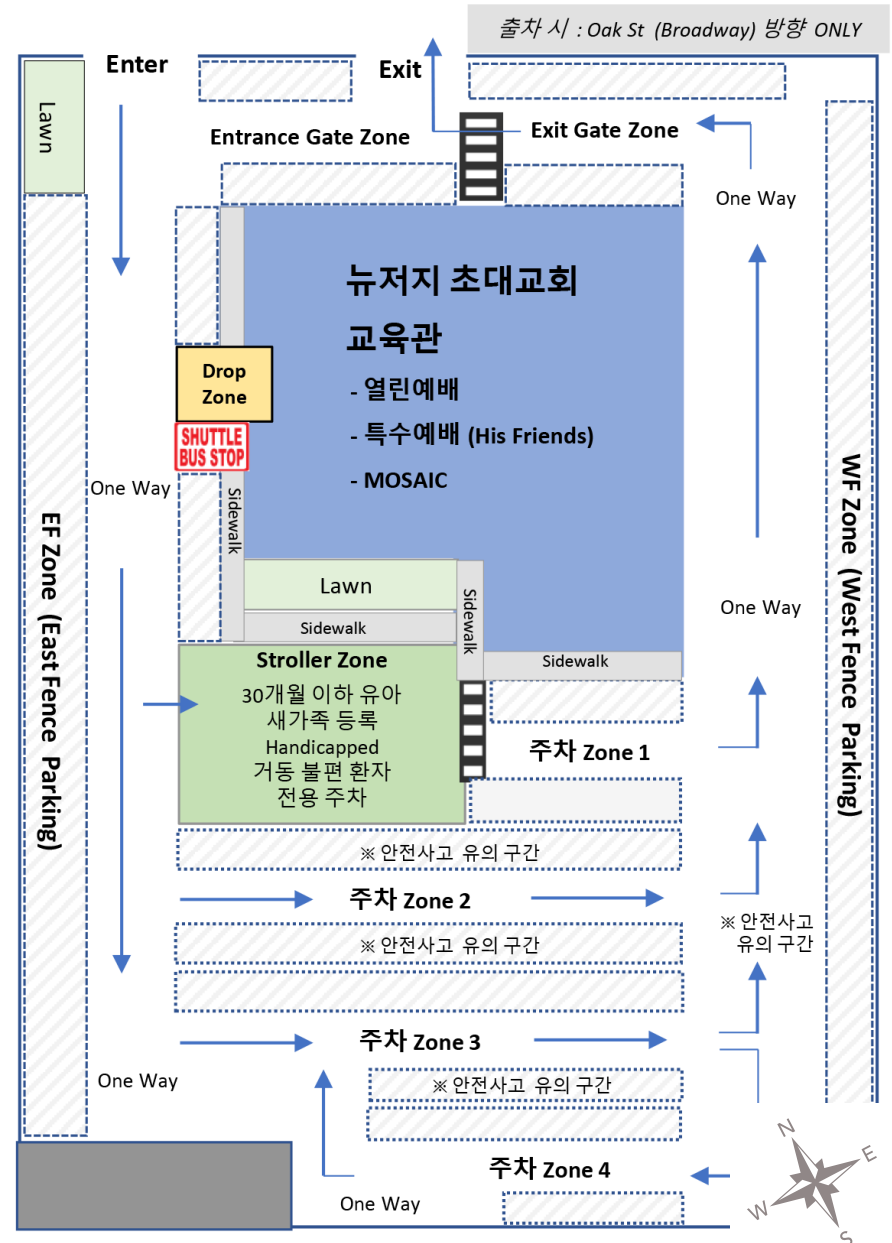 출차 시 : Oak St (Broadway) 방향 ONLY
Enter
Exit
Lawn
Entrance Gate Zone
Exit Gate Zone
One Way
뉴저지 초대교회
교육관
- 열린예배
- 특수예배 (His Friends)
- MOSAIC
Drop
Zone
SHUTTLE
BUS STOP
One Way
Sidewalk
EF Zone (East Fence Parking)
WF Zone (West Fence Parking)
Lawn
Sidewalk
Sidewalk
Sidewalk
One Way
Stroller Zone
30개월 이하 유아
새가족 등록
Handicapped
거동 불편 환자
전용 주차
주차 Zone 1
※ 안전사고 유의 구간
주차 Zone 2
※ 안전사고
유의 구간
※ 안전사고 유의 구간
주차 Zone 3
One Way
※ 안전사고 유의 구간
주차 Zone 4
One Way
N
E
W
S